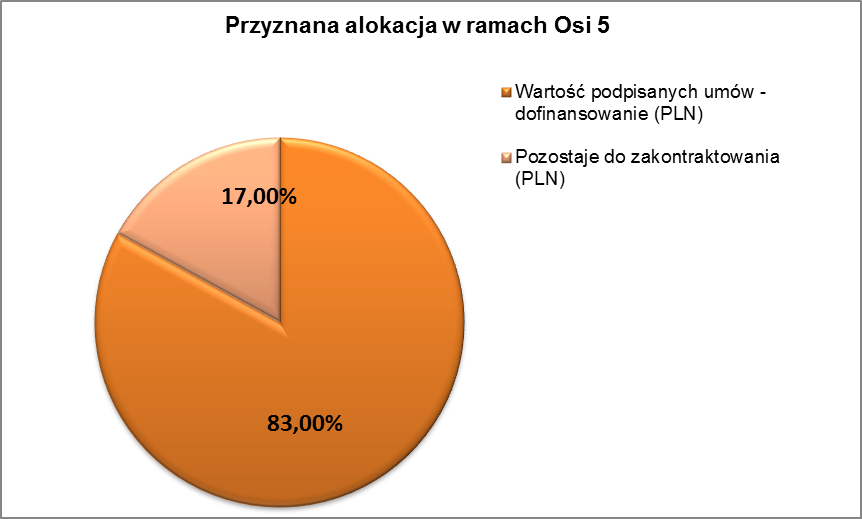 Przyznana alokacja w ramach Osi 5
Wartość podpisanych umów -
dofinansowanie (PLN)
Pozostaje do zakontraktowania
(PLN)
17,00%
83,00%